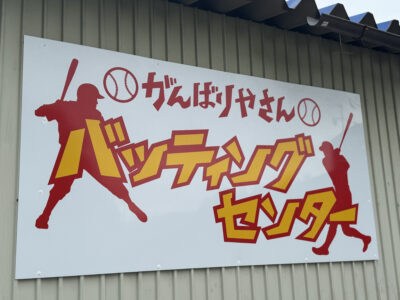 がんばりやさん
バッティング
センター